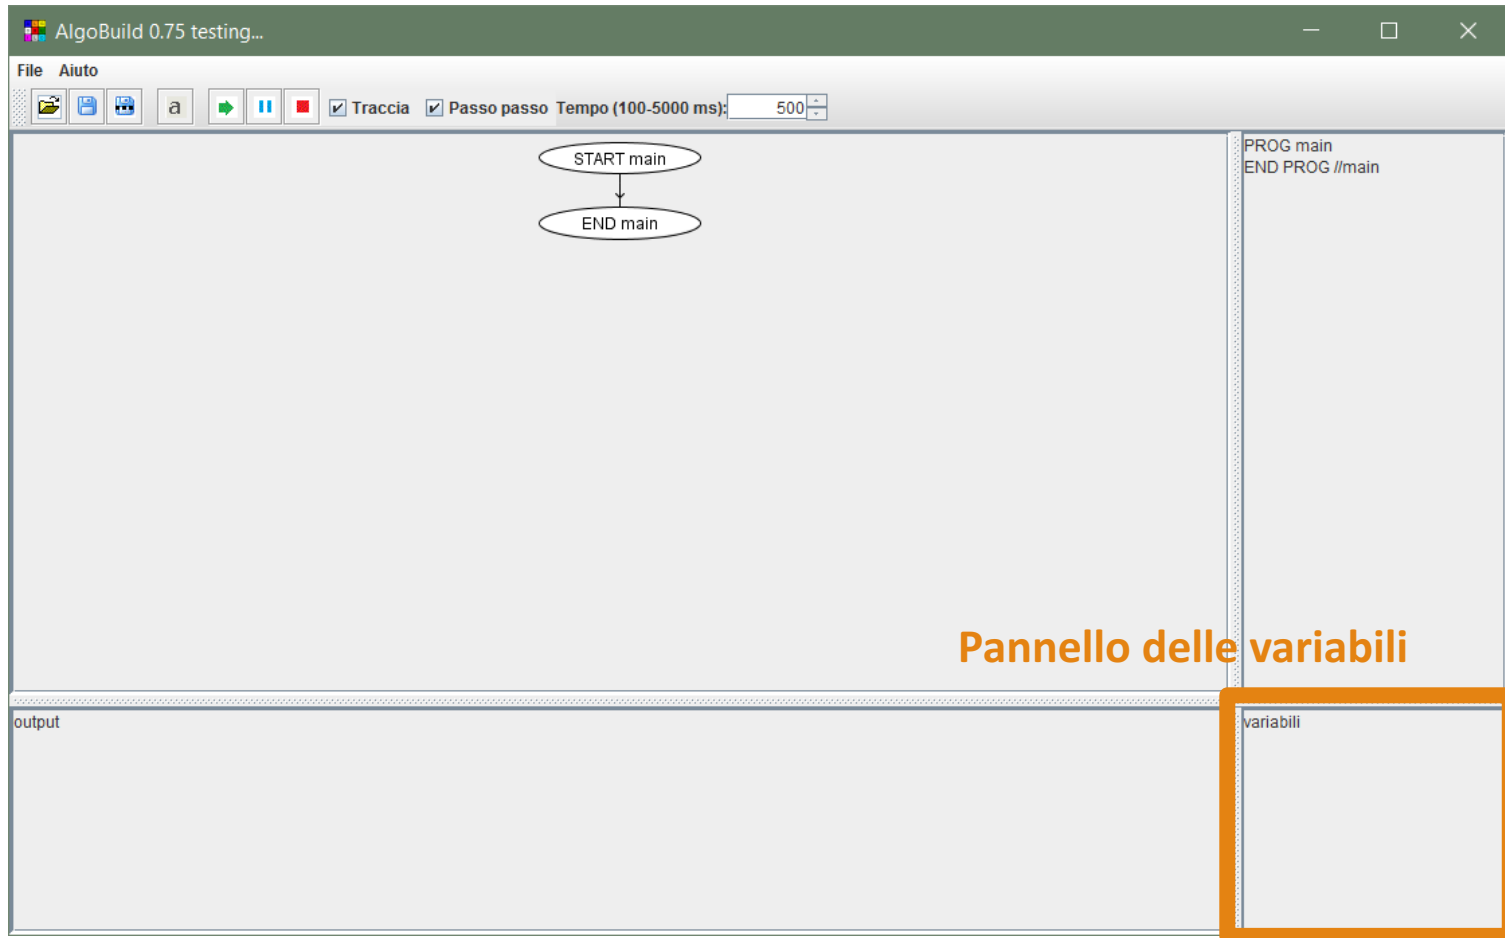 AlgoBuild 0.75 testing...
File Aiuto
a
Traccia Passo passo Tempo (100-5000 ms): 500
START main
END main
PROG main
END PROG //main
Pannello delle variabili
output
variabili